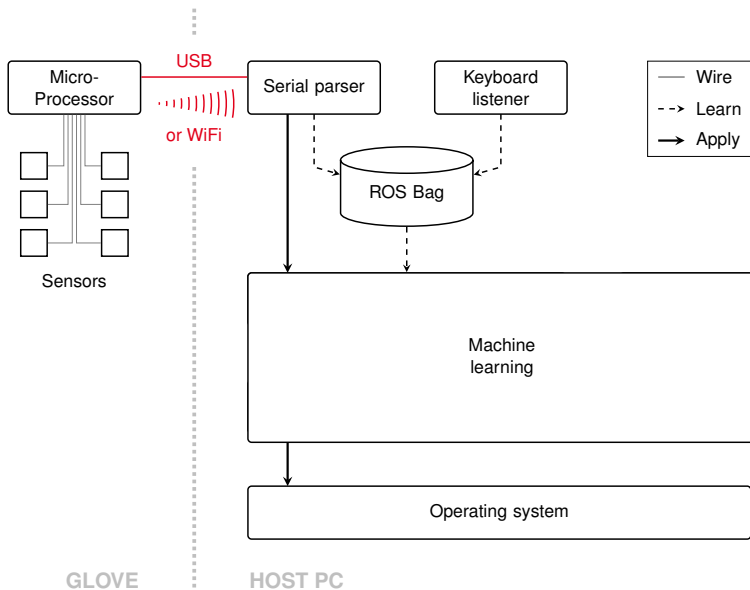 USB
Micro-
Processor
or WiFi
Sensors
Serial parser
Keyboard
listener
Wire
Learn
Apply
ROS Bag
Machine
learning
Operating system
GLOVE
HOST PC